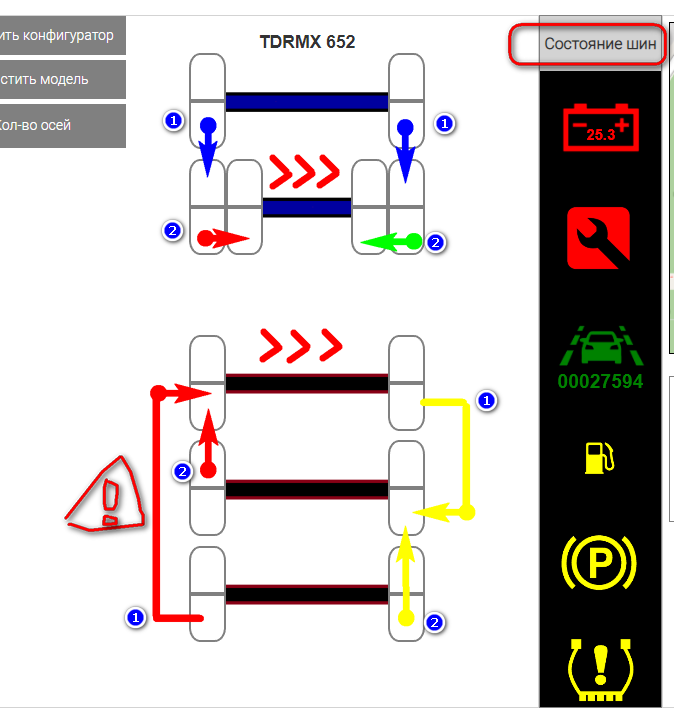 ить конфигуратор
TDRMX 652
Состояние шин
стить модель
Кол-во осей
1
1
25.3
2
2
00027594
1
2
P
1
2